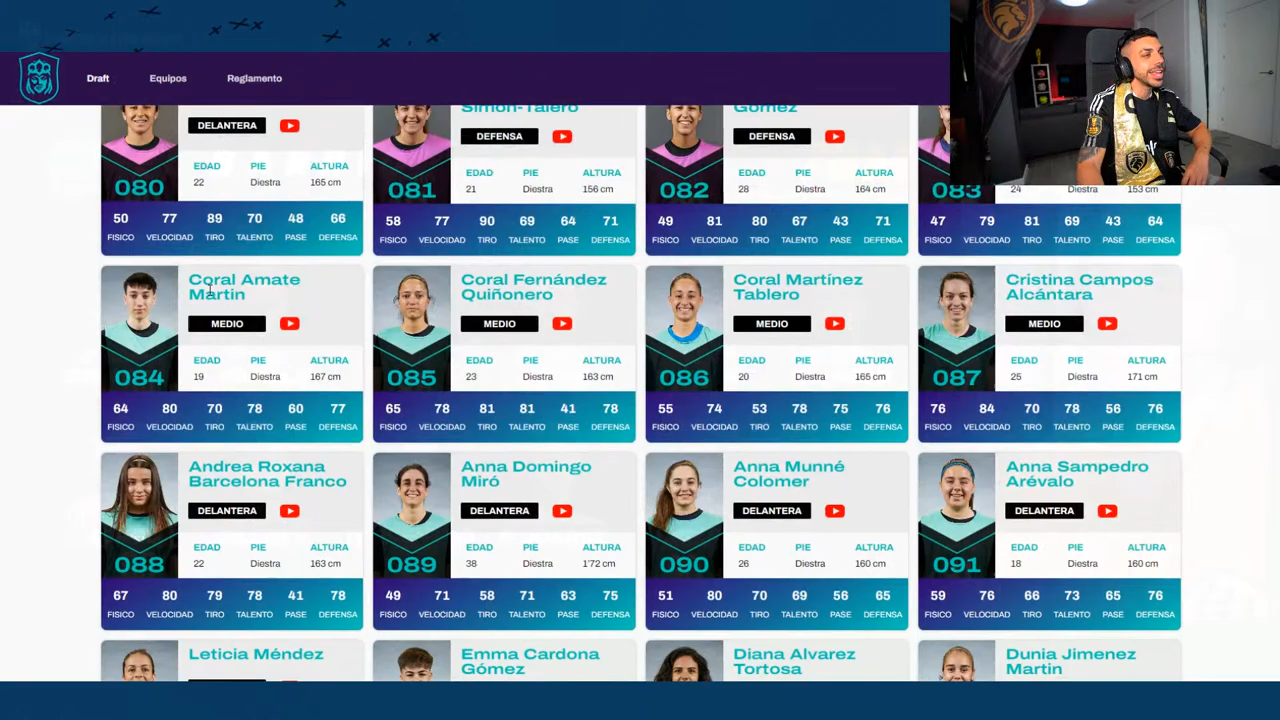 Draft Equipos Reglamento
DELANTERA
EDAD PIE ALTURA
22 Diestra 165 cm
080
50 77 89 70 48 66
FISICO VELOCIDAD TIRO TALENTO PASE DEFENSA
Simón-Talero
DEFENSA
EDAD PIE ALTURA
21 Diestra 156 cm
081
58 77 90 69 64 71
FISICO VELOCIDAD TIRO TALENTO PASE DEFENSA
Gómez
DEFENSA
EDAD PIE ALTURA
28 Diestra 164 cm
082
49 81 80 67 43 71
FISICO VELOCIDAD TIRO TALENTO PASE DEFENSA
24 Diestra 153 cm
083
47 79 81 69 43 64
FISICO VELOCIDAD TIRO TALENTO PASE DEFENSA
Coral Amate
Martin
MEDIO
EDAD PIE ALTURA
19 Diestra 167 cm
084
64 80 70 78 60 77
FISICO VELOCIDAD TIRO TALENTO PASE DEFENSA
Coral Fernández
Quiñonero
MEDIO
EDAD PIE ALTURA
23 Diestra 163 cm
085
65 78 81 81 41 78
FISICO VELOCIDAD TIRO TALENTO PASE DEFENSA
Coral Martínez
Tablero
MEDIO
EDAD PIE ALTURA
20 Diestra 165 cm
086
55 74 53 78 75 76
FISICO VELOCIDAD TIRO TALENTO PASE DEFENSA
Cristina Campos
Alcántara
MEDIO
EDAD PIE ALTURA
25 Diestra 171 cm
087
76 84 70 78 56 76
FISICO VELOCIDAD TIRO TALENTO PASE DEFENSA
Andrea Roxana
Barcelona Franco
DELANTERA
EDAD PIE ALTURA
22 Diestra 163 cm
088
67 80 79 78 41 78
FISICO VELOCIDAD TIRO TALENTO PASE DEFENSA
Anna Domingo
Miró
DELANTERA
EDAD PIE ALTURA
38 Diestra 1'72 cm
089
49 71 58 71 63 75
FISICO VELOCIDAD TIRO TALENTO PASE DEFENSA
Anna Munné
Colomer
DELANTERA
EDAD PIE ALTURA
26 Diestra 160 cm
090
51 80 70 69 56 65
FISICO VELOCIDAD TIRO TALENTO PASE DEFENSA
Anna Sampedro
Arévalo
DELANTERA
EDAD PIE ALTURA
18 Diestra 160 cm
091
59 76 66 73 65 76
FISICO VELOCIDAD TIRO TALENTO PASE DEFENSA
Leticia Méndez
Emma Cardona
Gómez
Diana Alvarez
Tortosa
Dunia Jimenez
Martin